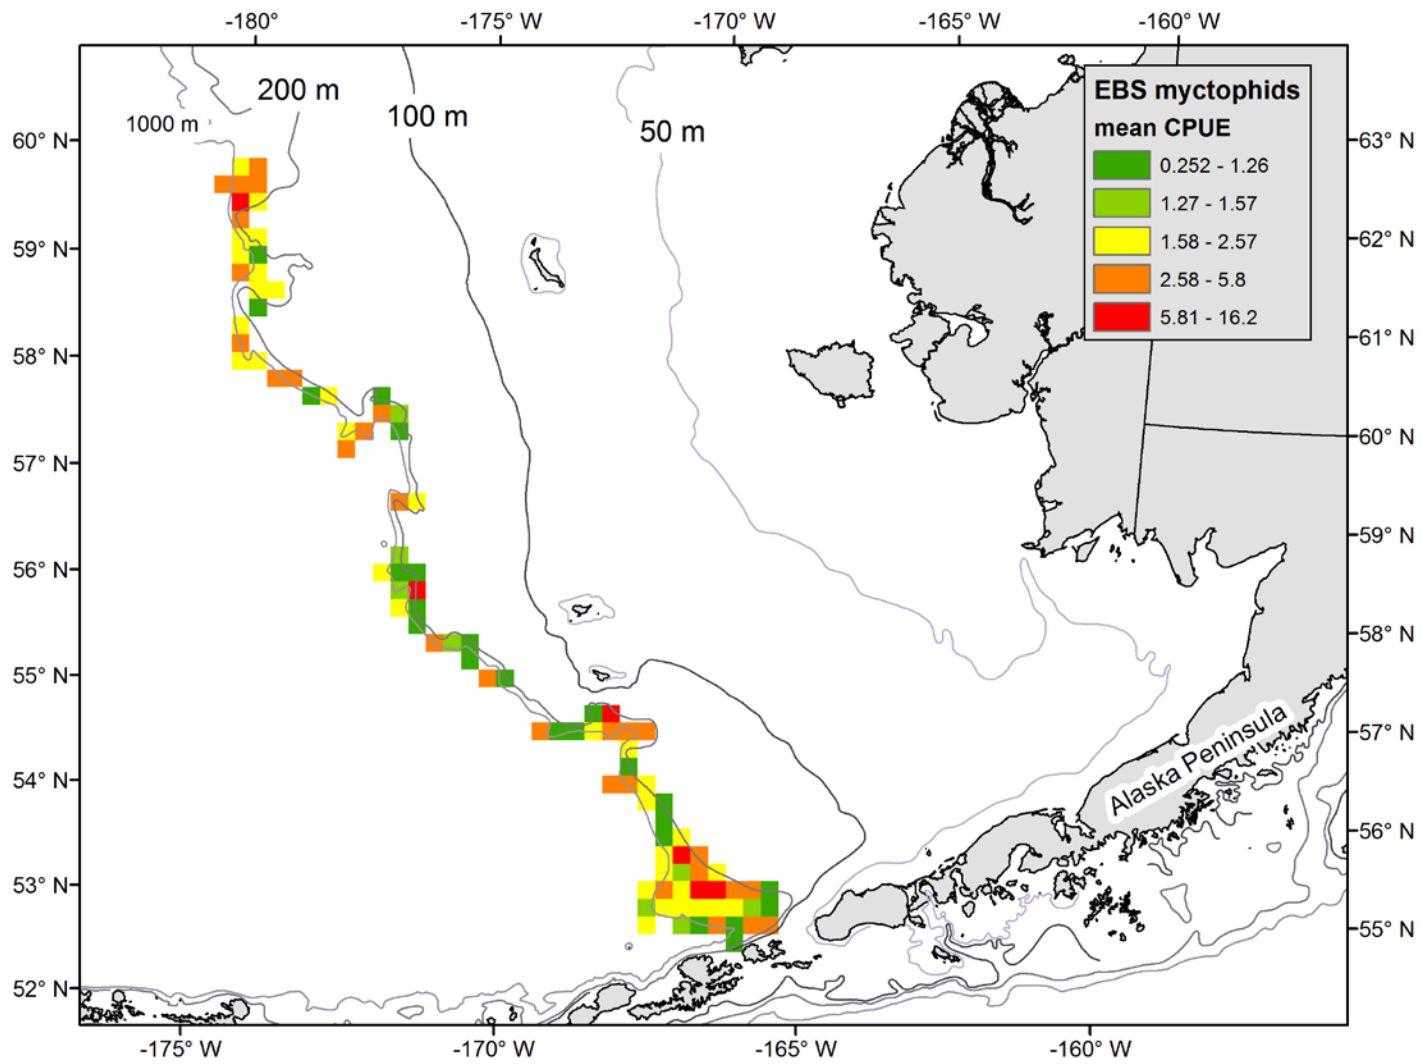 -180° -175° W -170° W -165° W -160° W
200 m
1000 m
100 m
50 m
EBS myctophids
mean CPUE
0.252 - 1.26
1.27 - 1.57
1.58 - 2.57
2.58 - 5.8
5.81 - 16.2
60° N
59° N
58° N
57° N
56° N
55° N
54° N
53° N
52° N
63° N
62° N
61° N
60° N
59° N
58° N
57° N
56° N
55° N
Alaska Peninsula
-175° W -170° W -165° W -160° W